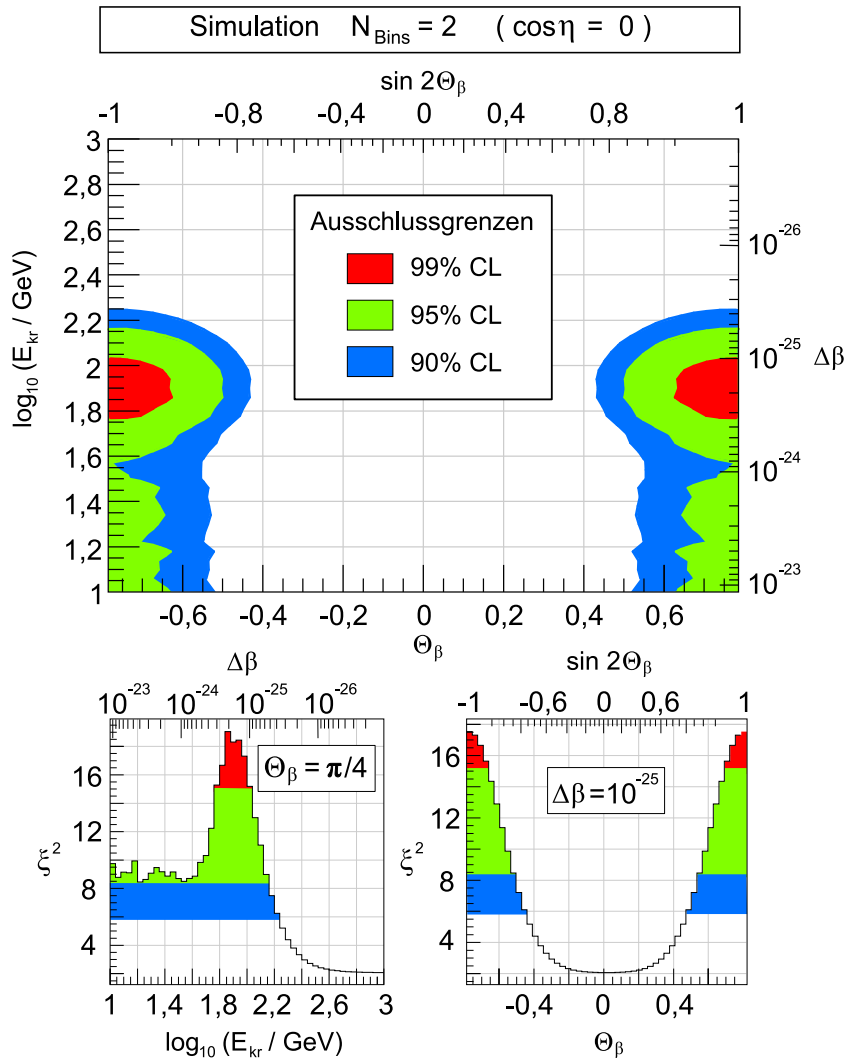 Simulation N_Bins = 2 ( cosη = 0 )
sin 2Θ_β
-1 -0,8 -0,4 0 0,4 0,8 1
3
2,8
2,6
2,4
2,2
2
1,8
1,6
1,4
1,2
1
log₁₀ (E_kr / GeV)
Ausschlussgrenzen
99% CL
95% CL
90% CL
10⁻²⁶
10⁻²⁵
10⁻²⁴
10⁻²³
Δβ
-0,6 -0,4 -0,2 0 0,2 0,4 0,6
Θ_β
Δβ
10⁻²³ 10⁻²⁴ 10⁻²⁵ 10⁻²⁶
16
12
8
4
ξ²
Θ_β = π/4
1 1,4 1,8 2,2 2,6 3
log₁₀ (E_kr / GeV)
sin 2Θ_β
-1 -0,6 0 0,6 1
16
12
8
4
ξ²
Δβ = 10⁻²⁵
-0,4 0 0,4
Θ_β